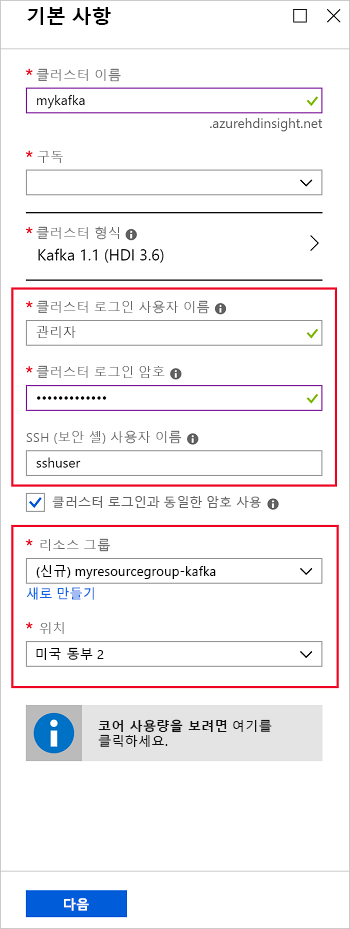 기본 사항
* 클러스터 이름
mykafka
.azurehdinsight.net
* 구독
* 클러스터 형식
Kafka 1.1 (HDI 3.6)
* 클러스터 로그인 사용자 이름
관리자
* 클러스터 로그인 암호
•••••••••••••
SSH (보안 셸) 사용자 이름
sshuser
클러스터 로그인과 동일한 암호 사용
* 리소스 그룹
(신규) myresourcegroup-kafka
새로 만들기
* 위치
미국 동부 2
코어 사용량을 보려면 여기를
클릭하세요.
다음